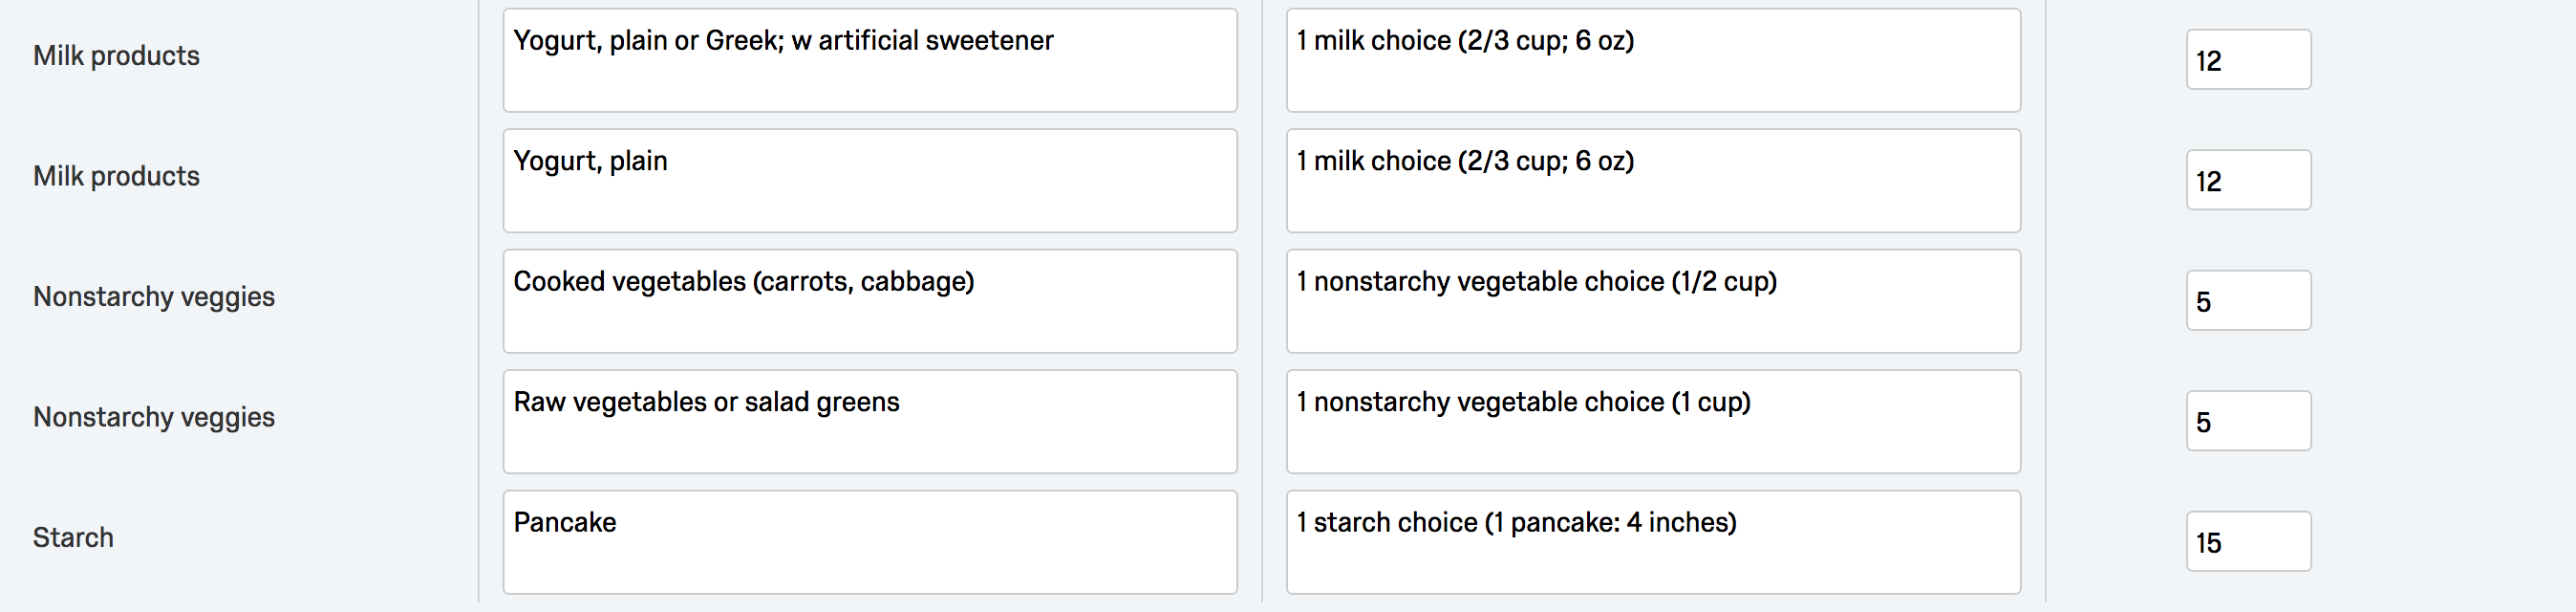 Milk products
Yogurt, plain or Greek; w artificial sweetener
1 milk choice (2/3 cup; 6 oz)
12
Milk products
Yogurt, plain
1 milk choice (2/3 cup; 6 oz)
12
Nonstarchy veggies
Cooked vegetables (carrots, cabbage)
1 nonstarchy vegetable choice (1/2 cup)
5
Nonstarchy veggies
Raw vegetables or salad greens
1 nonstarchy vegetable choice (1 cup)
5
Starch
Pancake
1 starch choice (1 pancake: 4 inches)
15